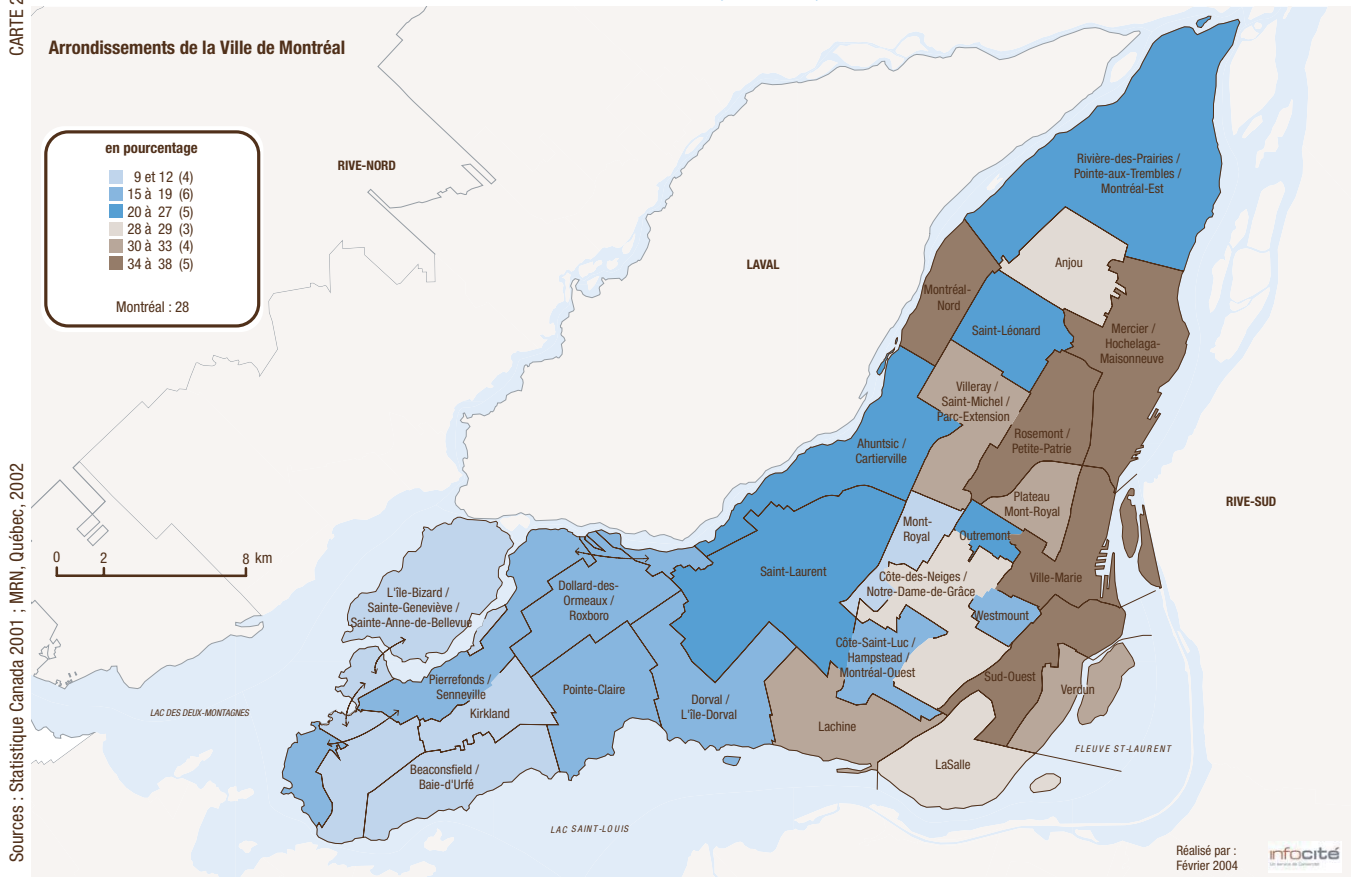 CARTE 2
Arrondissements de la Ville de Montréal
en pourcentage
9 et 12 (4)
15 à 19 (6)
20 à 27 (5)
28 à 29 (3)
30 à 33 (4)
34 à 38 (5)
Montréal : 28
RIVE-NORD
LAVAL
RIVE-SUD
Rivière-des-Prairies /
Pointe-aux-Trembles /
Montréal-Est
Anjou
Montréal-
Nord
Saint-Léonard
Mercier /
Hochelaga-
Maisonneuve
Villeray /
Saint-Michel /
Parc-Extension
Rosemont /
Petite-Patrie
Ahuntsic /
Cartierville
Plateau
Mont-Royal
Mont-
Royal
Outremont
Saint-Laurent
Côte-des-Neiges /
Notre-Dame-de-Grâce
Ville-Marie
Westmount
L'île-Bizard /
Sainte-Geneviève /
Sainte-Anne-de-Bellevue
Dollard-des-
Ormeaux /
Roxboro
Côte-Saint-Luc /
Hampstead /
Montréal-Ouest
Pierrefonds /
Senneville
Pointe-Claire
Dorval /
L'île-Dorval
Sud-Ouest
Verdun
Kirkland
Lachine
LaSalle
Beaconsfield /
Baie-d'Urfé
0 2 8 km
LAC DES DEUX-MONTAGNES
FLEUVE ST-LAURENT
LAC SAINT-LOUIS
Sources : Statistique Canada 2001 ; MRN, Québec, 2002
Réalisé par :
Février 2004
infocité